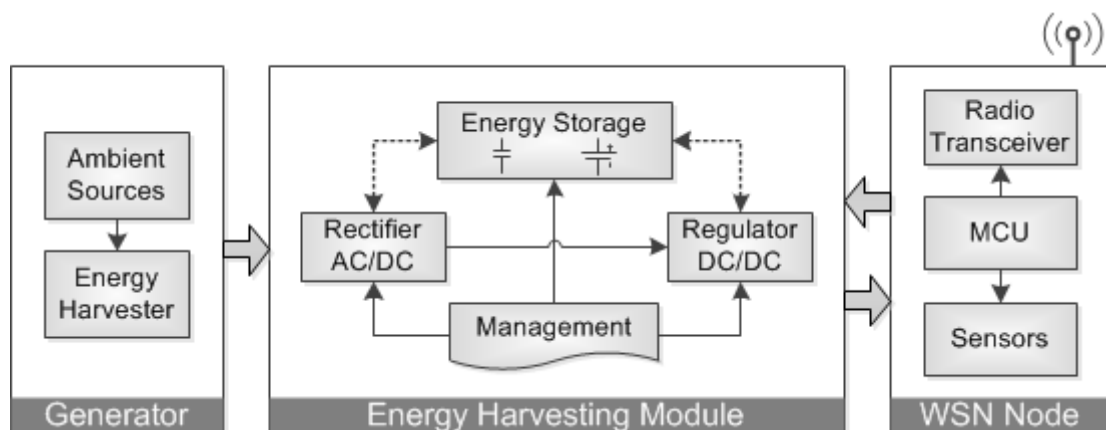 Ambient
Sources
Energy
Harvester
Generator
Energy Storage
Rectifier
AC/DC
Regulator
DC/DC
Management
Energy Harvesting Module
Radio
Transceiver
MCU
Sensors
WSN Node